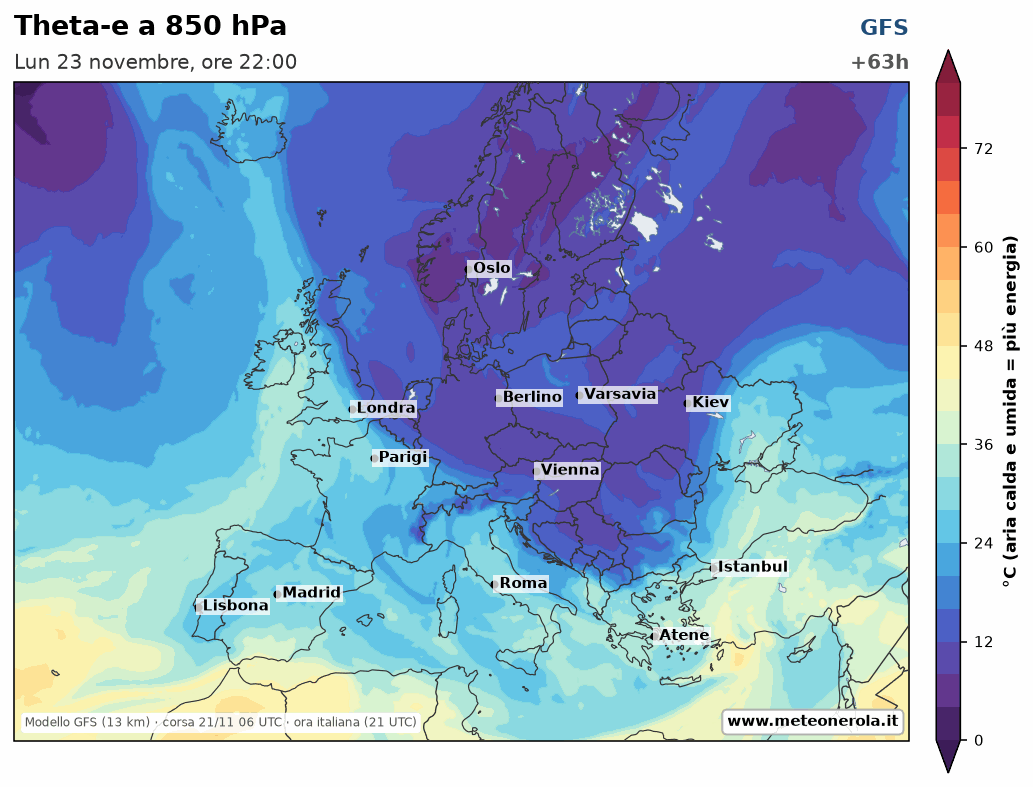 Theta-e a 850 hPa
GFS
Lun 23 novembre, ore 22:00
+63h
Oslo
Berlino
Varsavia
Kiev
Londra
Parigi
Vienna
Istanbul
Roma
Madrid
Lisbona
Atene
Modello GFS (13 km) · corsa 21/11 06 UTC · ora italiana (21 UTC)
www.meteonerola.it
72
60
48
36
24
12
0
°C (aria calda e umida = più energia)